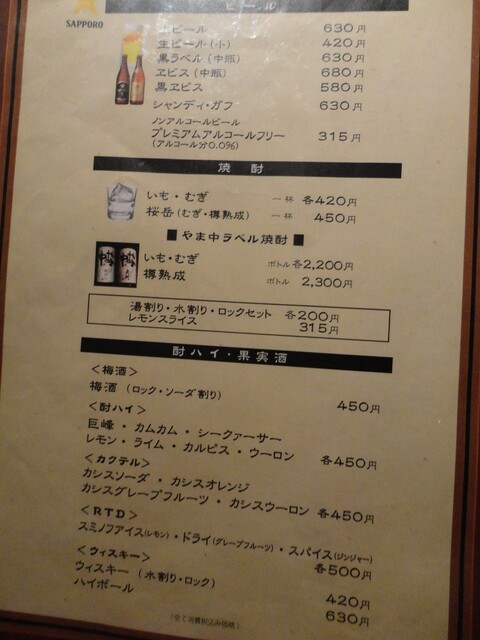 ビール
SAPPORO
生ビール 630円
生ビール(小) 420円
黒ラベル(中瓶) 630円
ヱビス(中瓶) 680円
黒ヱビス 580円
シャンディ・ガフ 630円
ノンアルコールビール
プレミアムアルコールフリー 315円
(アルコール分0.0%)
焼酎
いも・むぎ 一杯 各420円
桜岳(むぎ・樽熟成) 一杯 450円
■やま中ラベル焼酎■
いも・むぎ ボトル 各2,200円
樽熟成 ボトル 2,300円
湯割り・水割り・ロックセット 各200円
レモンスライス 315円
酎ハイ・果実酒
<梅酒>
梅酒 (ロック・ソーダ割り) 450円
<酎ハイ>
巨峰・カムカム・シークァーサー
レモン・ライム・カルピス・ウーロン 各450円
<カクテル>
カシスソーダ・カシスオレンジ
カシスグレープフルーツ・カシスウーロン 各450円
<RTD>
スミノフアイス(レモン)・ドライ(グレープフルーツ)・スパイス(ジンジャー)
各500円
<ウィスキー>
ウィスキー (水割り・ロック) 420円
ハイボール 630円
(全て消費税込み価格)